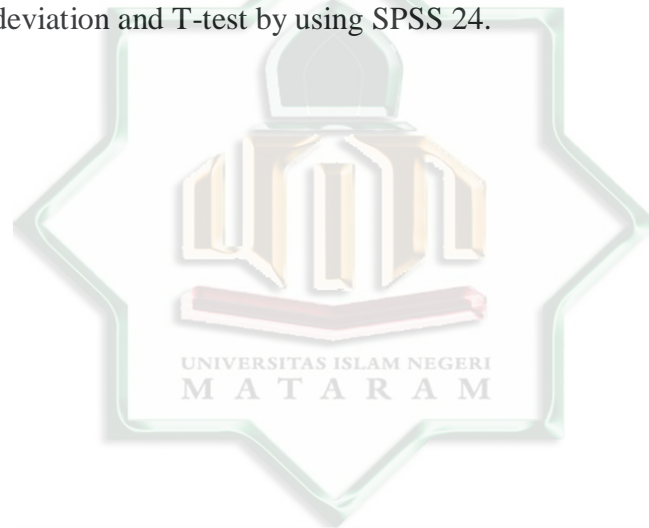 deviation and T-test by using SPSS 24.
UNIVERSITAS ISLAM NEGERI
M A T A R A M